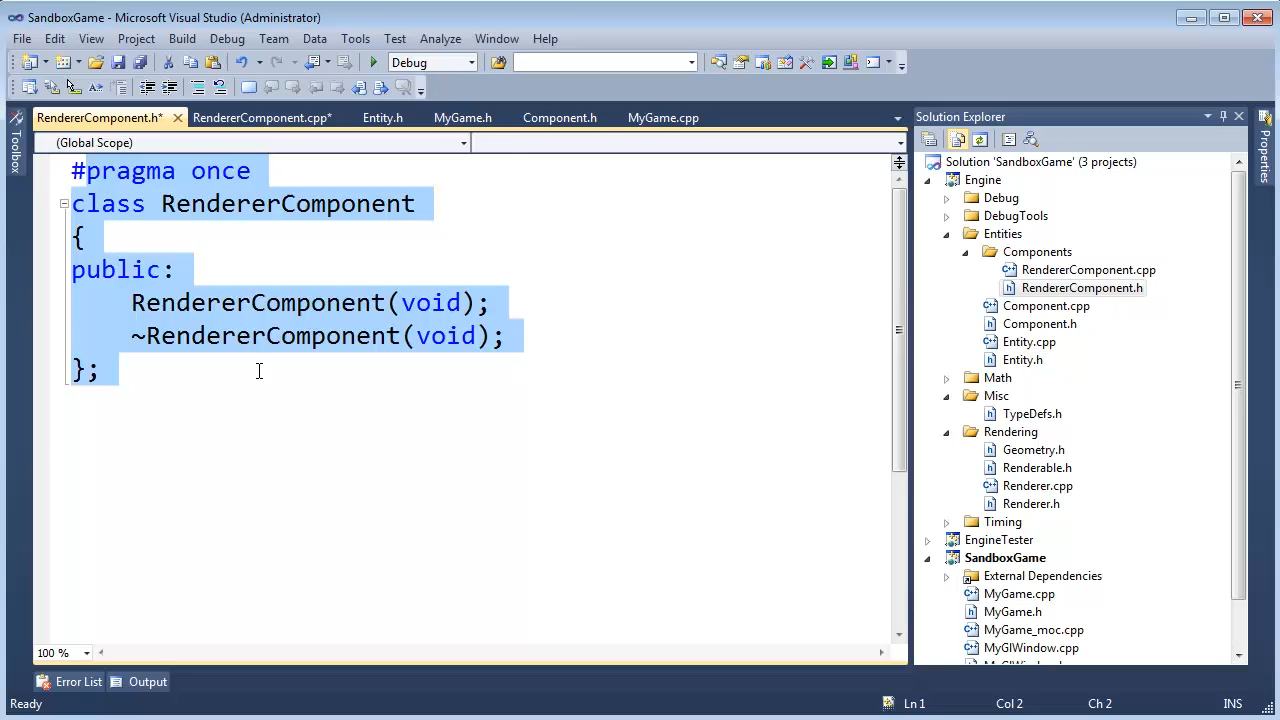 SandboxGame - Microsoft Visual Studio (Administrator)
File Edit View Project Build Debug Team Data Tools Test Analyze Window Help
Debug
RendererComponent.h* RendererComponent.cpp* Entity.h MyGame.h Component.h MyGame.cpp
Toolbox
(Global Scope)
#pragma once
class RendererComponent
{
public:
RendererComponent(void);
~RendererComponent(void);
};
100 %
Solution Explorer
Solution 'SandboxGame' (3 projects)
Engine
Debug
DebugTools
Entities
Components
RendererComponent.cpp
RendererComponent.h
Component.cpp
Component.h
Entity.cpp
Entity.h
Math
Misc
TypeDefs.h
Rendering
Geometry.h
Renderable.h
Renderer.cpp
Renderer.h
Timing
EngineTester
SandboxGame
External Dependencies
MyGame.cpp
MyGame.h
MyGame_moc.cpp
MyGlWindow.cpp
Properties
Error List Output
Ready Ln 1 Col 2 Ch 2 INS